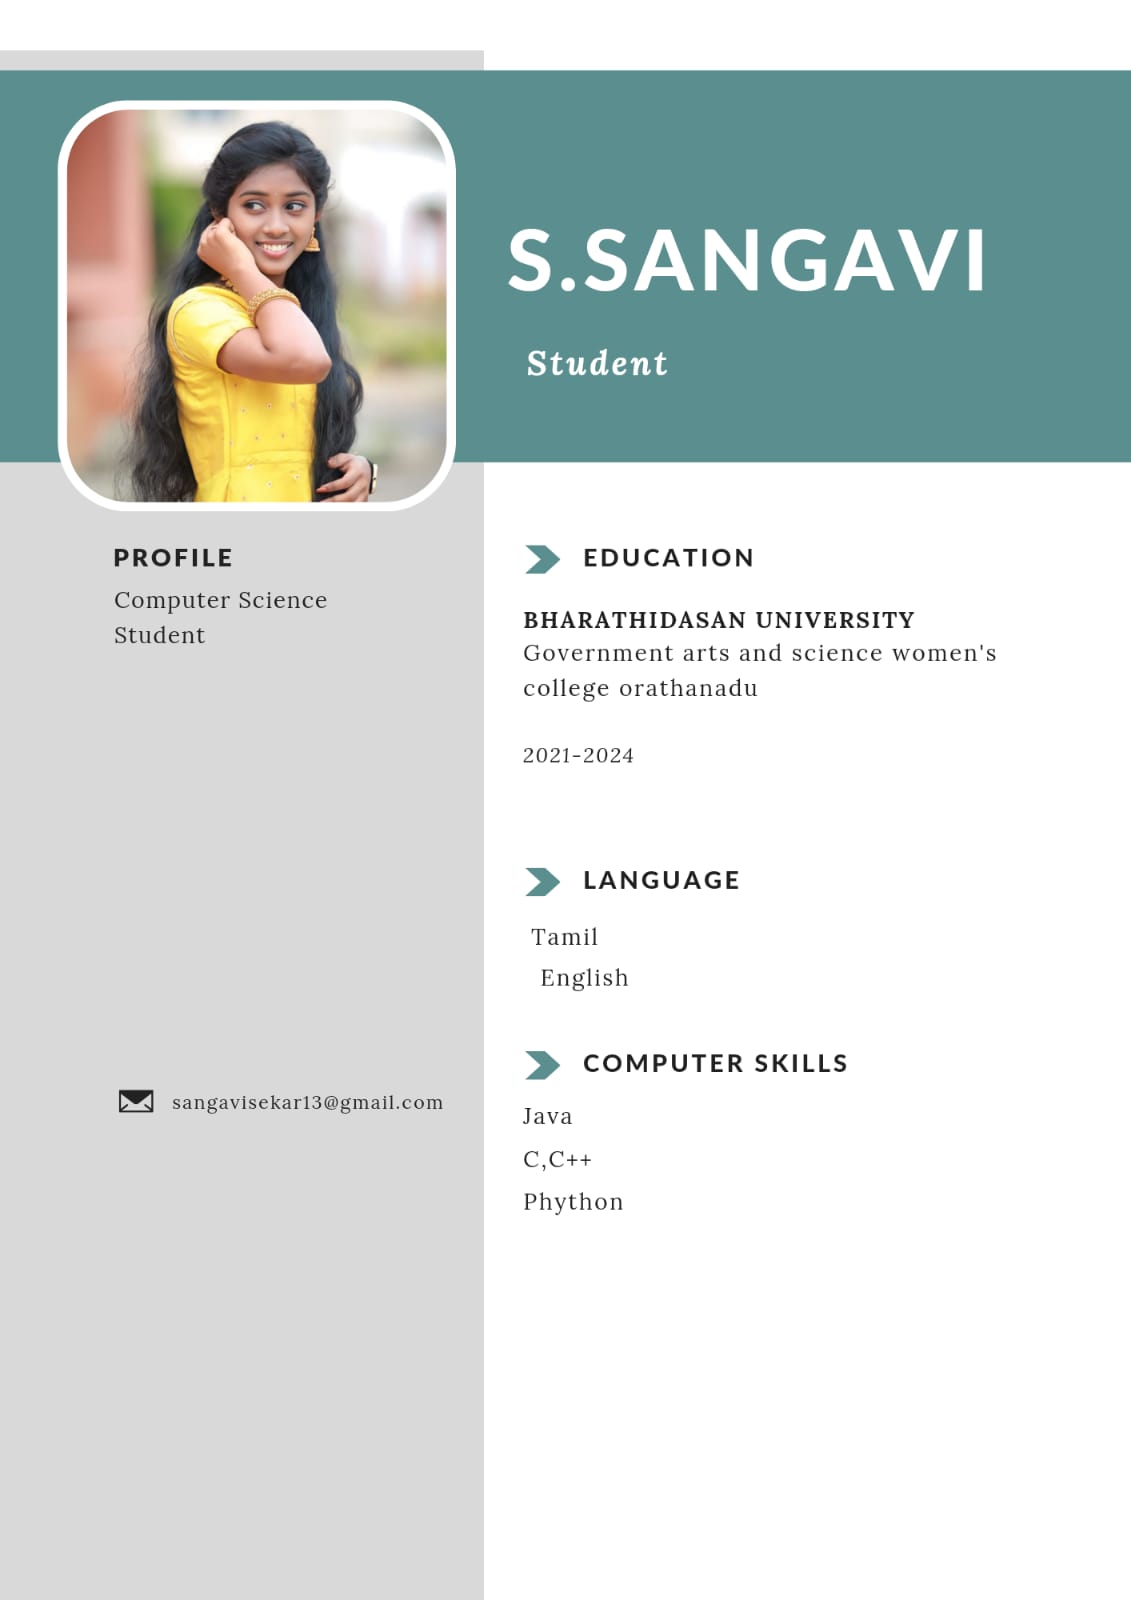 S.SANGAVI
Student
PROFILE
Computer Science
Student
sangavisekar13@gmail.com
EDUCATION
BHARATHIDASAN UNIVERSITY
Government arts and science women's
college orathanadu
2021-2024
LANGUAGE
Tamil
English
COMPUTER SKILLS
Java
C,C++
Phython